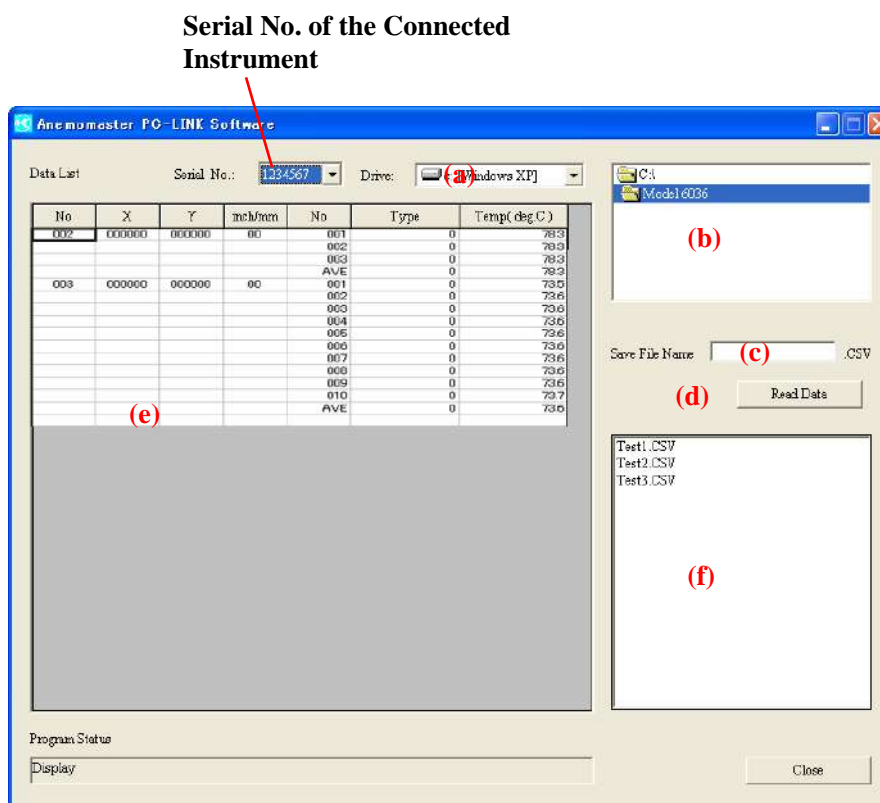 Serial No. of the Connected
Instrument
Anemomaster PC-LINK Software
Data List Serial No.: 1234567 Drive: (a) [Windows XP]
C:\
Model6036
(b)
No X Y inch/mm No Type Temp( deg.C )
002 000000 000000 00 001 0 78.3
002 0 78.3
003 0 78.3
AVE 0 78.3
003 000000 000000 00 001 0 73.5
002 0 73.6
003 0 73.6
004 0 73.6
005 0 73.6
006 0 73.6
007 0 73.6
008 0 73.6
009 0 73.6
010 0 73.7
AVE 0 73.6
(e)
Save File Name (c) .CSV
(d) Read Data
Test1.CSV
Test2.CSV
Test3.CSV
(f)
Program Status
Display
Close